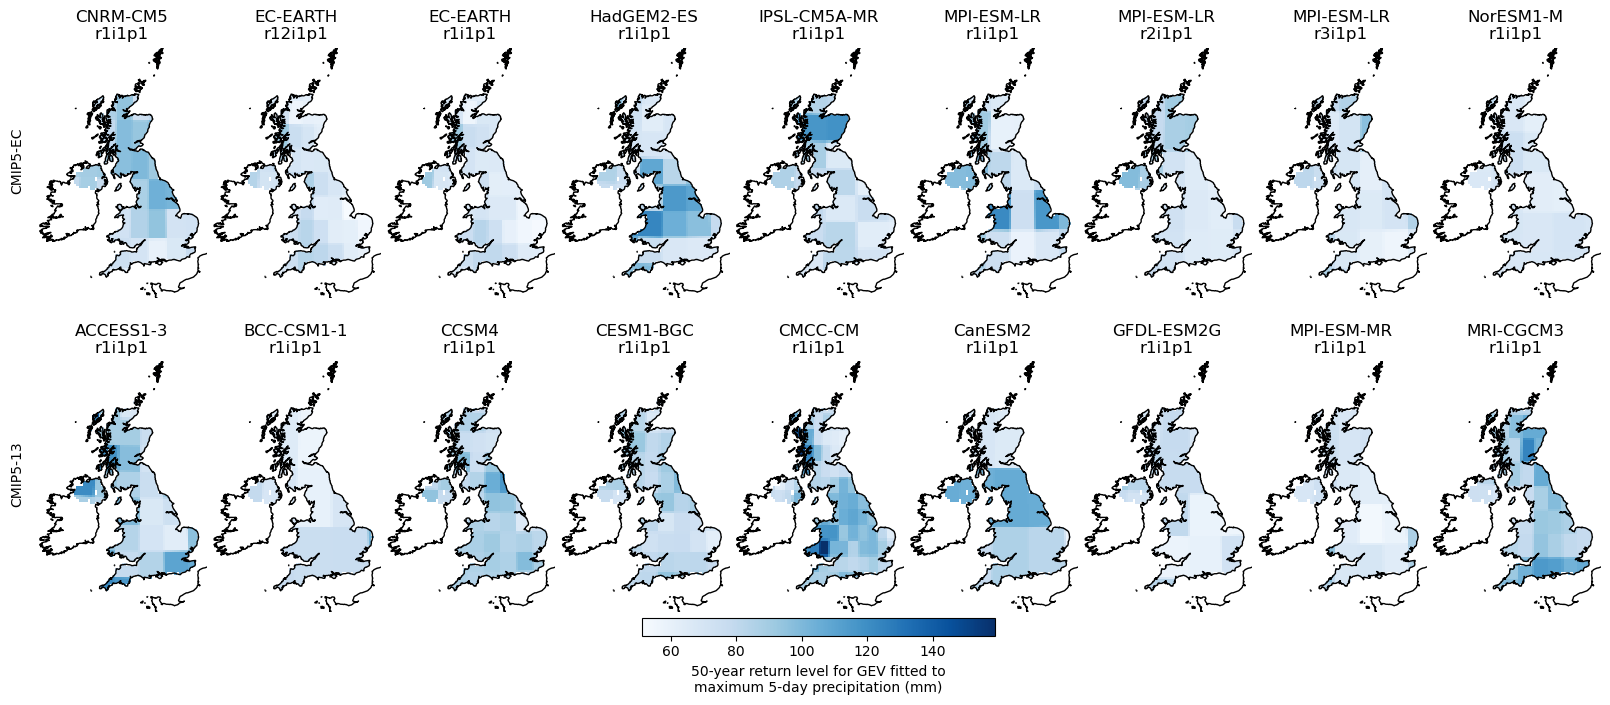 CNRM-CM5
r1i1p1
EC-EARTH
r12i1p1
EC-EARTH
r1i1p1
HadGEM2-ES
r1i1p1
IPSL-CM5A-MR
r1i1p1
MPI-ESM-LR
r1i1p1
MPI-ESM-LR
r2i1p1
MPI-ESM-LR
r3i1p1
NorESM1-M
r1i1p1
CMIP5-EC
ACCESS1-3
r1i1p1
BCC-CSM1-1
r1i1p1
CCSM4
r1i1p1
CESM1-BGC
r1i1p1
CMCC-CM
r1i1p1
CanESM2
r1i1p1
GFDL-ESM2G
r1i1p1
MPI-ESM-MR
r1i1p1
MRI-CGCM3
r1i1p1
CMIP5-13
60 80 100 120 140
50-year return level for GEV fitted to
maximum 5-day precipitation (mm)